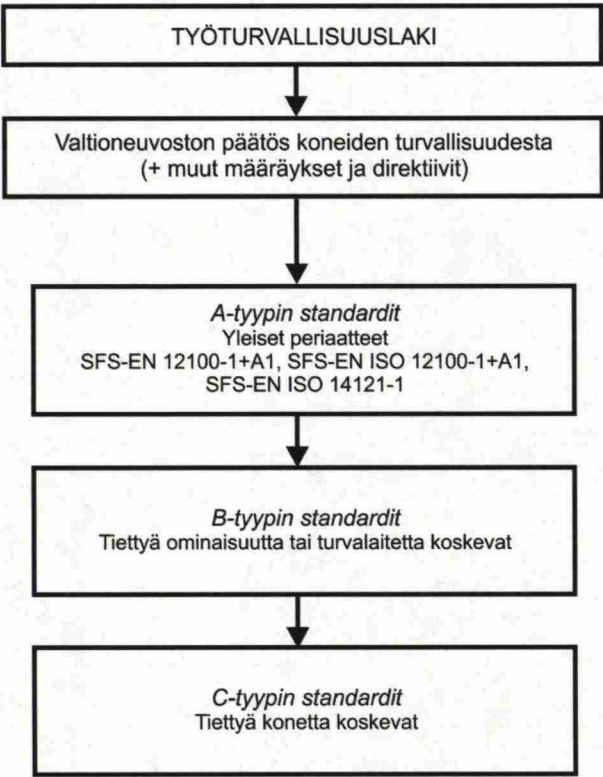 TYÖTURVALLISUUSLAKI
Valtioneuvoston päätös koneiden turvallisuudesta
(+ muut määräykset ja direktiivit)
A-tyypin standardit
Yleiset periaatteet
SFS-EN 12100-1+A1, SFS-EN ISO 12100-1+A1,
SFS-EN ISO 14121-1
B-tyypin standardit
Tiettyä ominaisuutta tai turvalaitetta koskevat
C-tyypin standardit
Tiettyä konetta koskevat